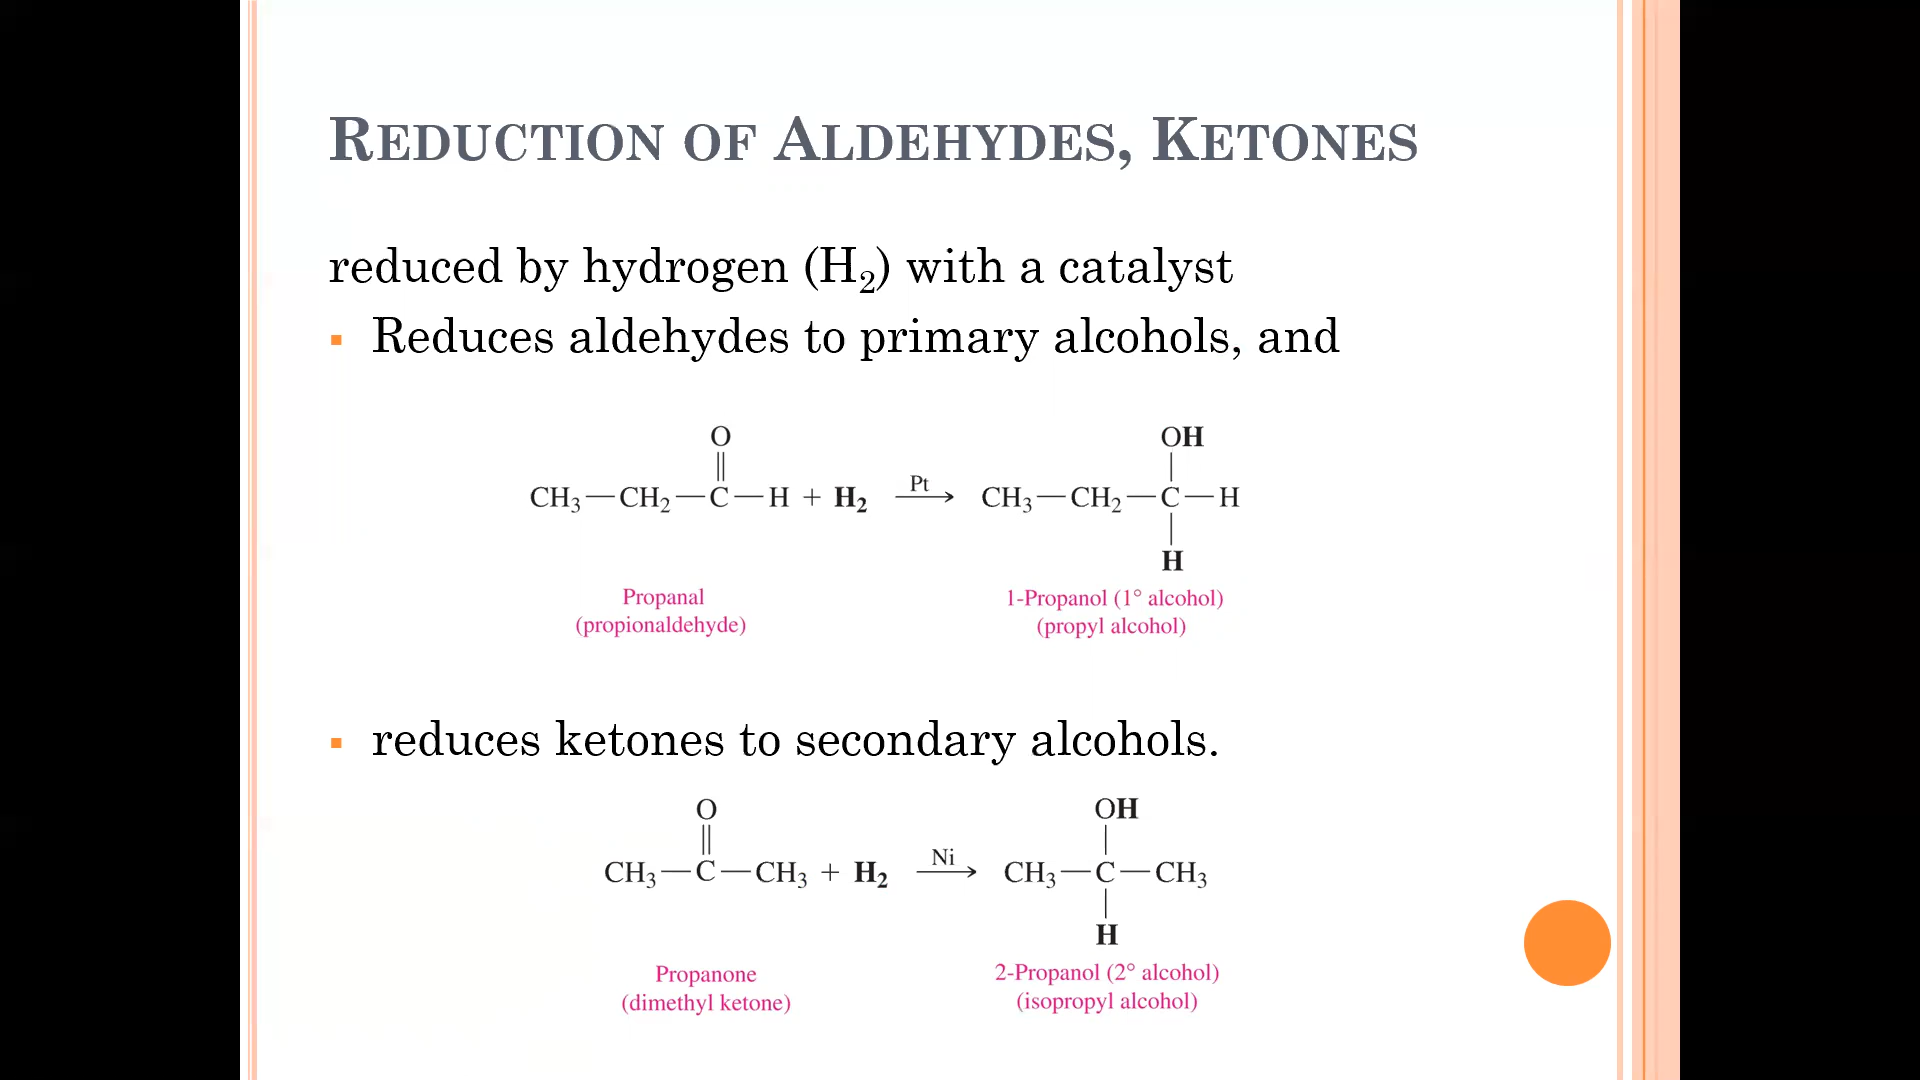 REDUCTION OF ALDEHYDES, KETONES
reduced by hydrogen (H₂) with a catalyst
▪ Reduces aldehydes to primary alcohols, and
O
||
CH₃—CH₂—C—H + H₂ —Pt→ CH₃—CH₂—C—H
OH
|
|
H
Propanal
(propionaldehyde)
1-Propanol (1° alcohol)
(propyl alcohol)
▪ reduces ketones to secondary alcohols.
O
||
CH₃—C—CH₃ + H₂ —Ni→ CH₃—C—CH₃
OH
|
|
H
Propanone
(dimethyl ketone)
2-Propanol (2° alcohol)
(isopropyl alcohol)